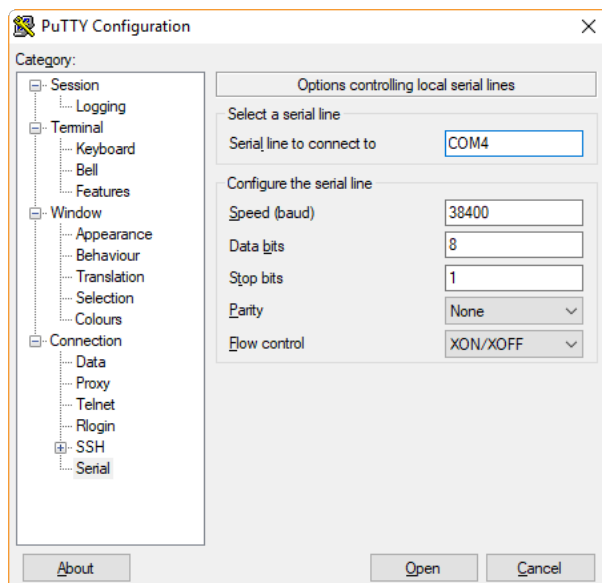 PuTTY Configuration
Category:
Session
Logging
Terminal
Keyboard
Bell
Features
Window
Appearance
Behaviour
Translation
Selection
Colours
Connection
Data
Proxy
Telnet
Rlogin
SSH
Serial
Options controlling local serial lines
Select a serial line
Serial line to connect to COM4
Configure the serial line
Speed (baud) 38400
Data bits 8
Stop bits 1
Parity None
Flow control XON/XOFF
About Open Cancel